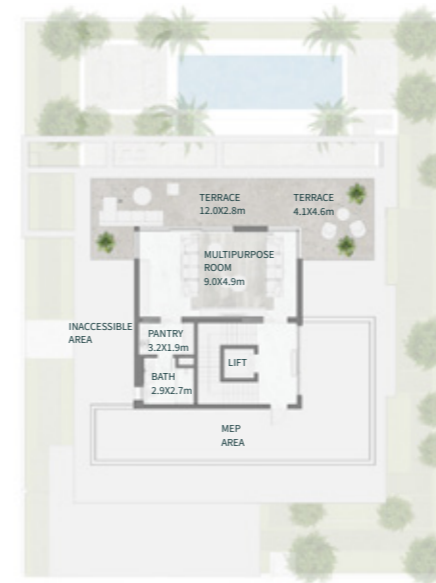 TERRACE
12.0X2.8m
TERRACE
4.1X4.6m
MULTIPURPOSE
ROOM
9.0X4.9m
INACCESSIBLE
AREA
PANTRY
3.2X1.9m
LIFT
BATH
2.9X2.7m
MEP
AREA